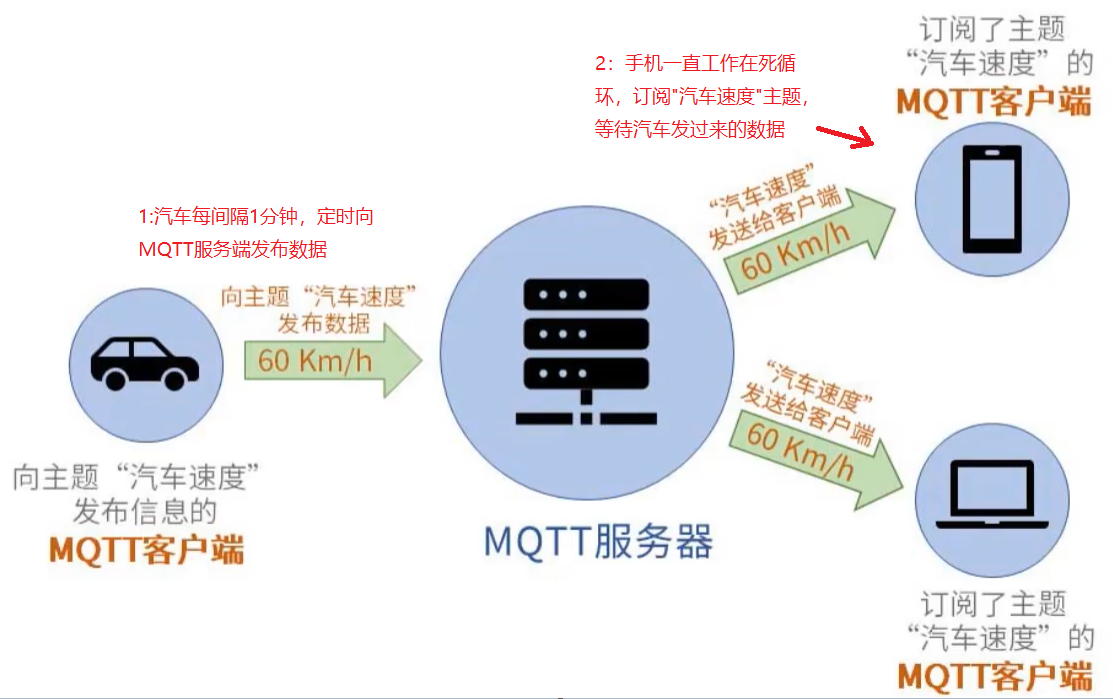 订阅了主题
“汽车速度” 的
MQTT客户端
2：手机一直工作在死循
环，订阅"汽车速度"主题，
等待汽车发过来的数据
“汽车速度”
发送给客户端
60 Km/h
1:汽车每间隔1分钟，定时向
MQTT服务端发布数据
向主题 “汽车速度”
发布数据
60 Km/h
向主题 “汽车速度”
发布信息的
MQTT客户端
MQTT服务器
“汽车速度”
发送给客户端
60 Km/h
订阅了主题
“汽车速度” 的
MQTT客户端